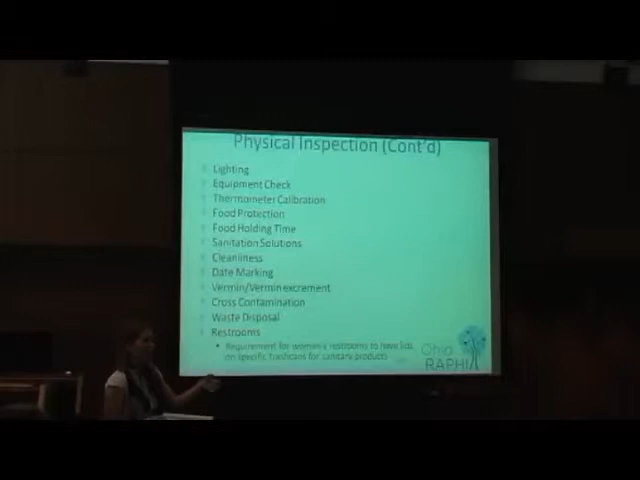 Physical Inspection (Cont'd)
Lighting
Equipment Check
Thermometer Calibration
Food Protection
Food Holding Time
Sanitation Solutions
Cleanliness
Date Marking
Vermin/Vermin excrement
Cross Contamination
Waste Disposal
Restrooms
Requirement for women's restrooms to have lids
on specific trashcans for sanitary products
Ohio
RAPHI